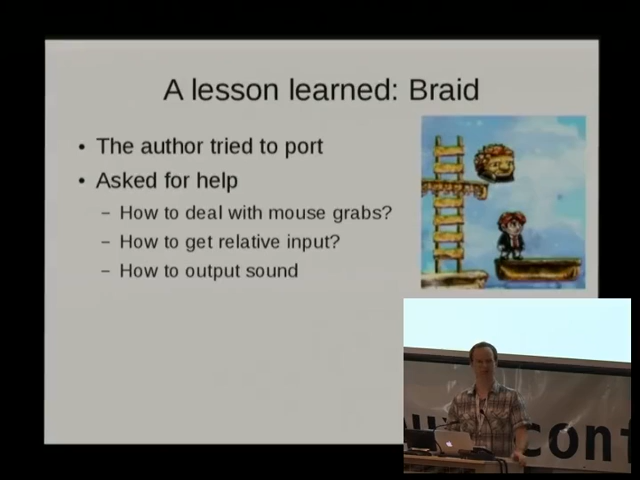 A lesson learned: Braid
• The author tried to port
• Asked for help
– How to deal with mouse grabs?
– How to get relative input?
– How to output sound
conf